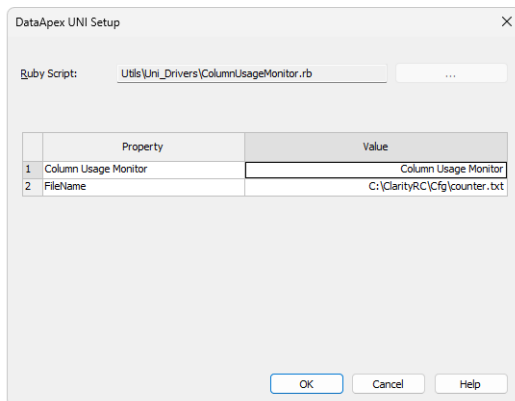 DataApex UNI Setup
Ruby Script: Utils\Uni_Drivers\ColumnUsageMonitor.rb ...
Property Value
1 Column Usage Monitor Column Usage Monitor
2 FileName C:\ClarityRC\Cfg\counter.txt
OK Cancel Help